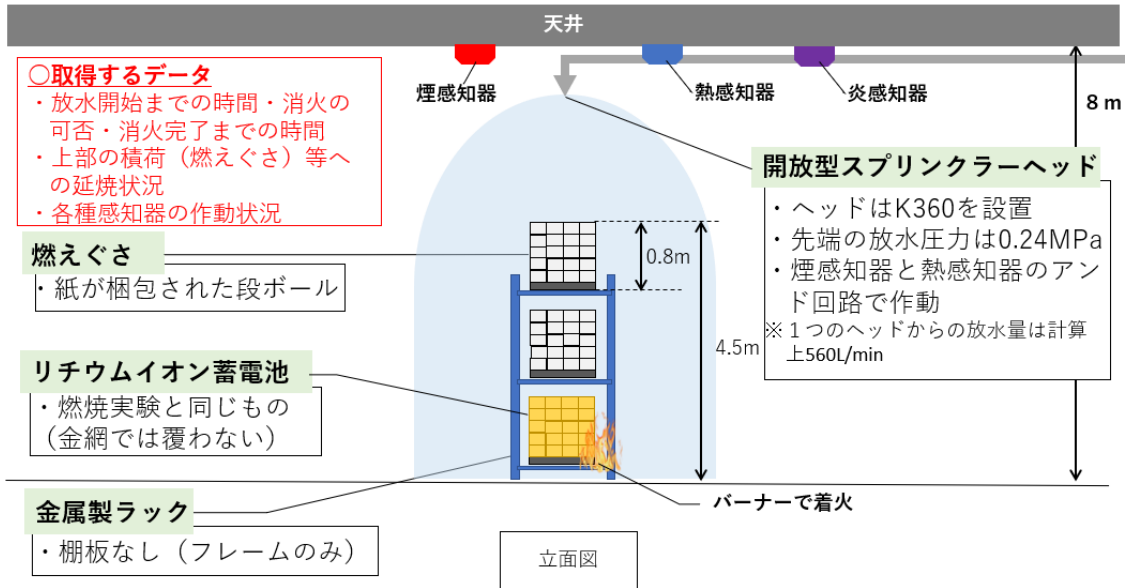 天井
煙感知器
熱感知器
炎感知器
8 m
○取得するデータ
・放水開始までの時間・消火の
可否・消火完了までの時間
・上部の積荷（燃えぐさ）等へ
の延焼状況
・各種感知器の作動状況
開放型スプリンクラーヘッド
・ヘッドはK360を設置
・先端の放水圧力は0.24MPa
・煙感知器と熱感知器のアン
ド回路で作動
※１つのヘッドからの放水量は計算
上560L/min
燃えぐさ
・紙が梱包された段ボール
0.8m
4.5m
リチウムイオン蓄電池
・燃焼実験と同じもの
（金網では覆わない）
バーナーで着火
金属製ラック
・棚板なし（フレームのみ）
立面図